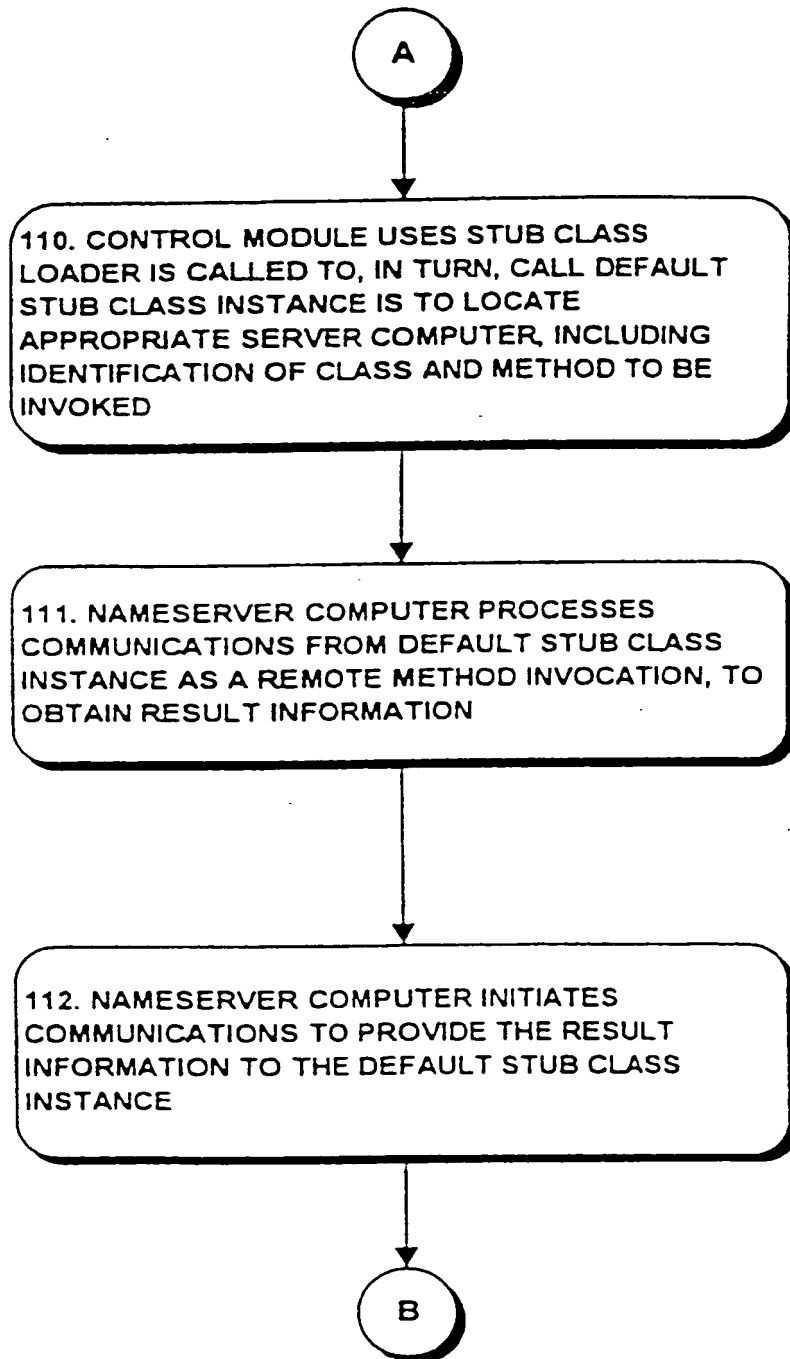 A
110. CONTROL MODULE USES STUB CLASS
LOADER IS CALLED TO, IN TURN, CALL DEFAULT
STUB CLASS INSTANCE IS TO LOCATE
APPROPRIATE SERVER COMPUTER, INCLUDING
IDENTIFICATION OF CLASS AND METHOD TO BE
INVOKED
111. NAMESERVER COMPUTER PROCESSES
COMMUNICATIONS FROM DEFAULT STUB CLASS
INSTANCE AS A REMOTE METHOD INVOCATION, TO
OBTAIN RESULT INFORMATION
112. NAMESERVER COMPUTER INITIATES
COMMUNICATIONS TO PROVIDE THE RESULT
INFORMATION TO THE DEFAULT STUB CLASS
INSTANCE
B